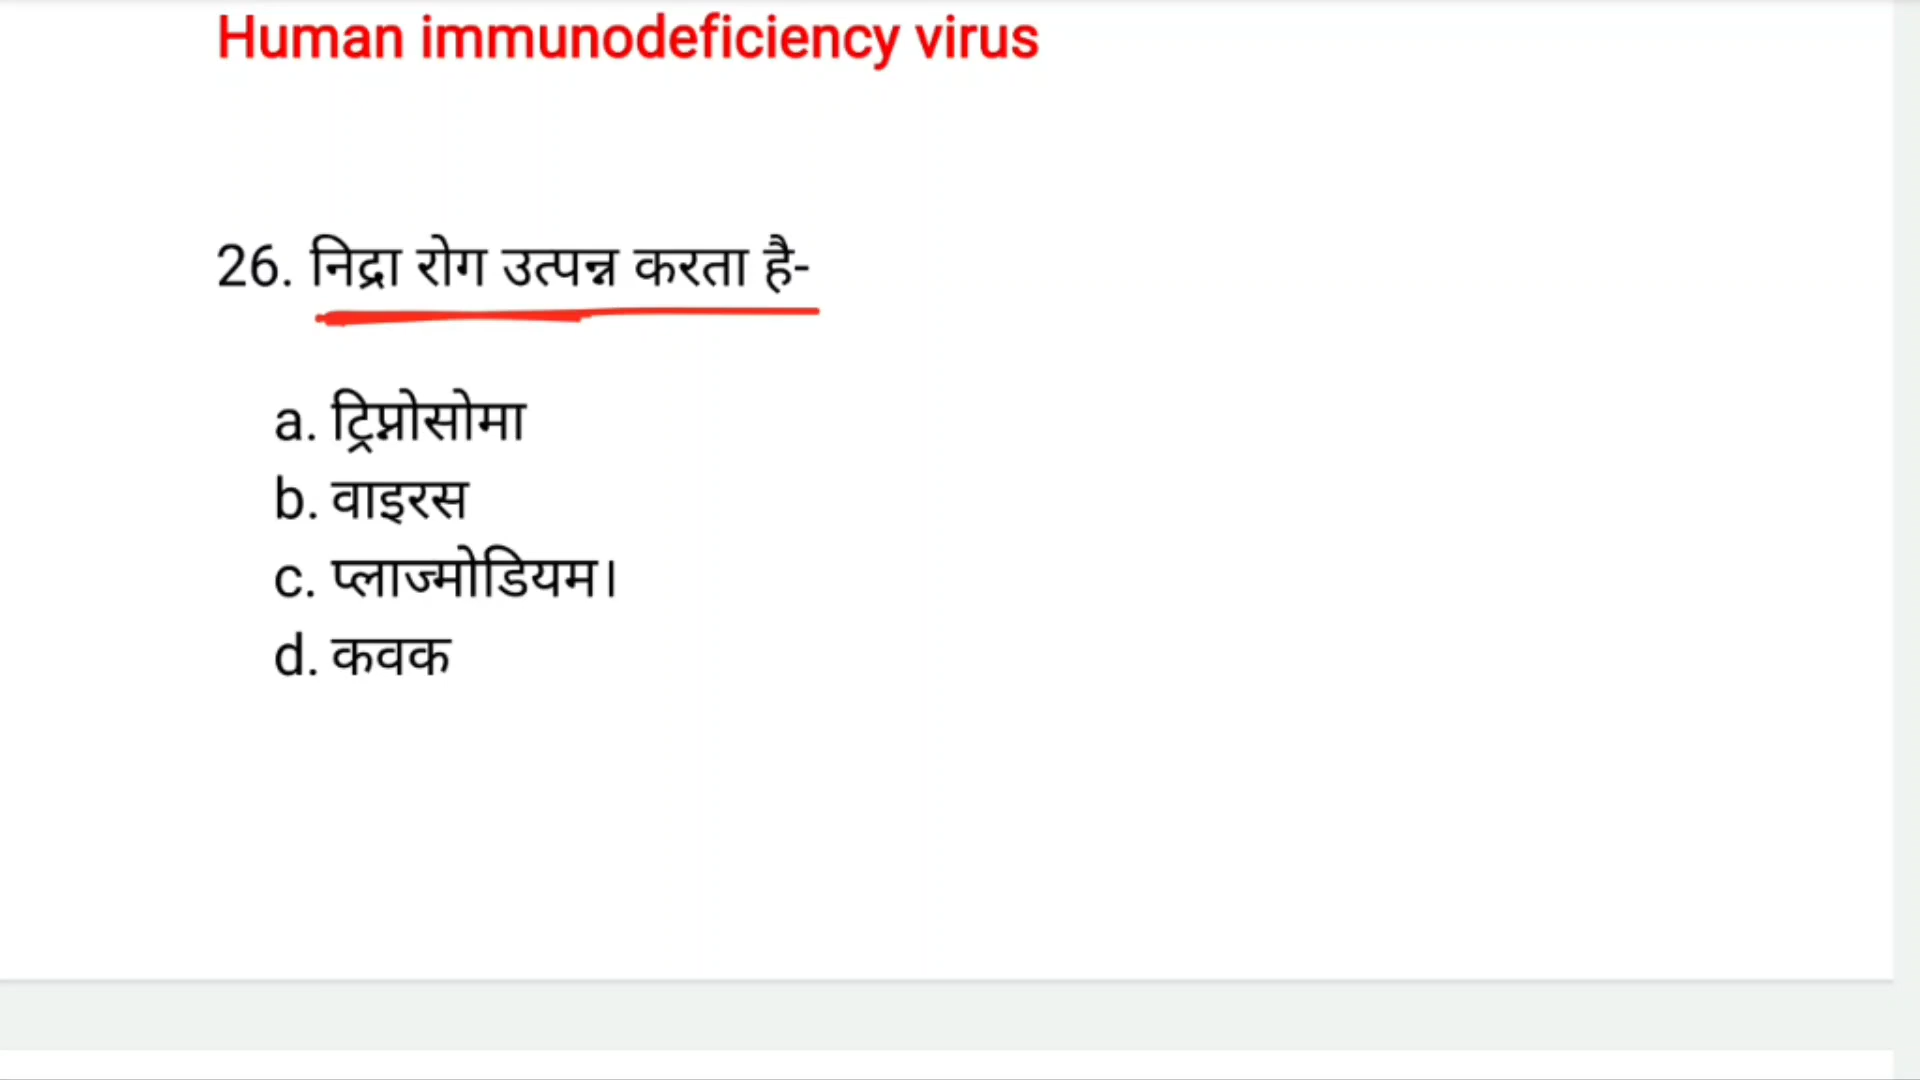 Human immunodeficiency virus
26. निद्रा रोग उत्पन्न करता है-
a. ट्रिप्नोसोमा
b. वाइरस
c. प्लाज्मोडियम।
d. कवक